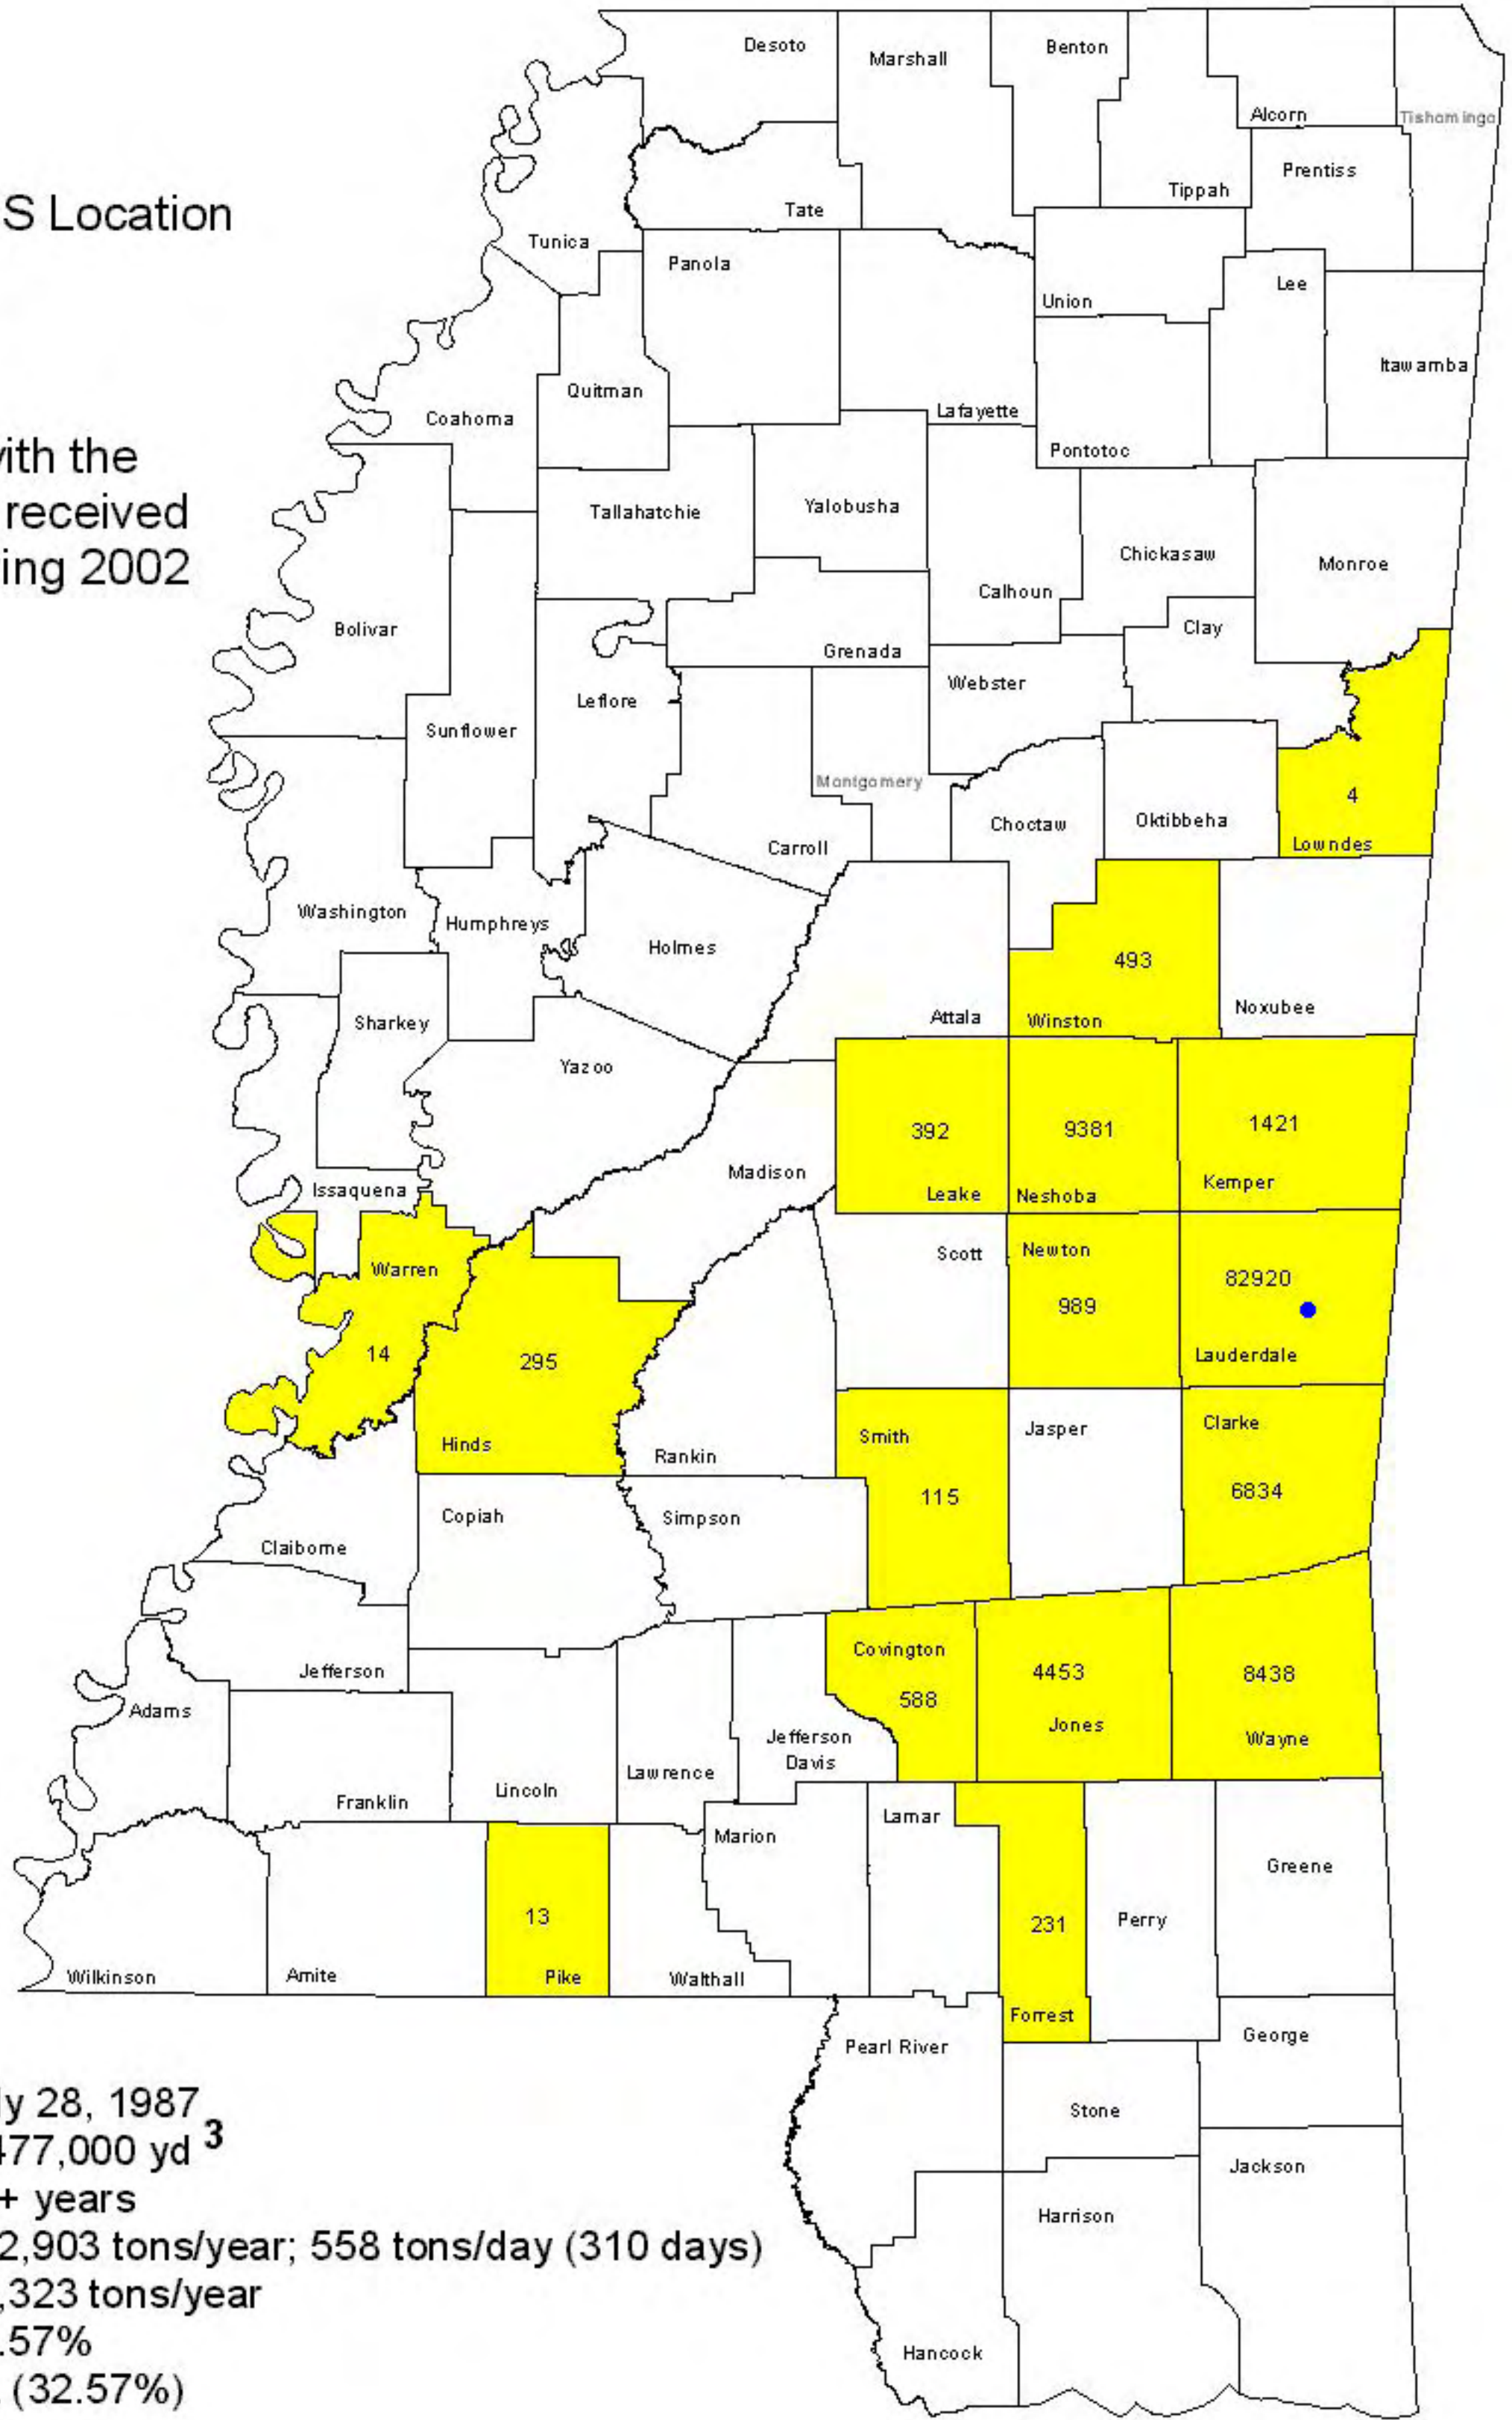 S Location
with the
received
ing 2002
Desoto
Marshall
Benton
Alcorn
Tishomingo
Tippah
Prentiss
Tate
Tunica
Panola
Union
Lee
Itawamba
Quitman
Coahoma
Lafayette
Pontotoc
Tallahatchie
Yalobusha
Chickasaw
Monroe
Calhoun
Bolivar
Clay
Grenada
Webster
Leflore
Sunflower
Montgomery
4
Lowndes
Choctaw
Oktibbeha
Carroll
Washington
Humphreys
Holmes
493
Winston
Attala
Noxubee
Sharkey
Yazoo
392
Leake
9381
Neshoba
1421
Kemper
Madison
Issaquena
Warren
14
295
Hinds
Scott
Newton
989
82920
Lauderdale
Rankin
Smith
115
Jasper
Clarke
6834
Copiah
Simpson
Claiborne
Covington
588
4453
Jones
8438
Wayne
Jefferson
Adams
Jefferson
Davis
Lawrence
Lincoln
Franklin
Marion
Lamar
Greene
13
Pike
231
Forrest
Perry
Wilkinson
Amite
Walthall
Pearl River
George
Stone
Jackson
Harrison
Hancock
ly 28, 1987
477,000 yd 3
+ years
2,903 tons/year; 558 tons/day (310 days)
,323 tons/year
.57%
(32.57%)